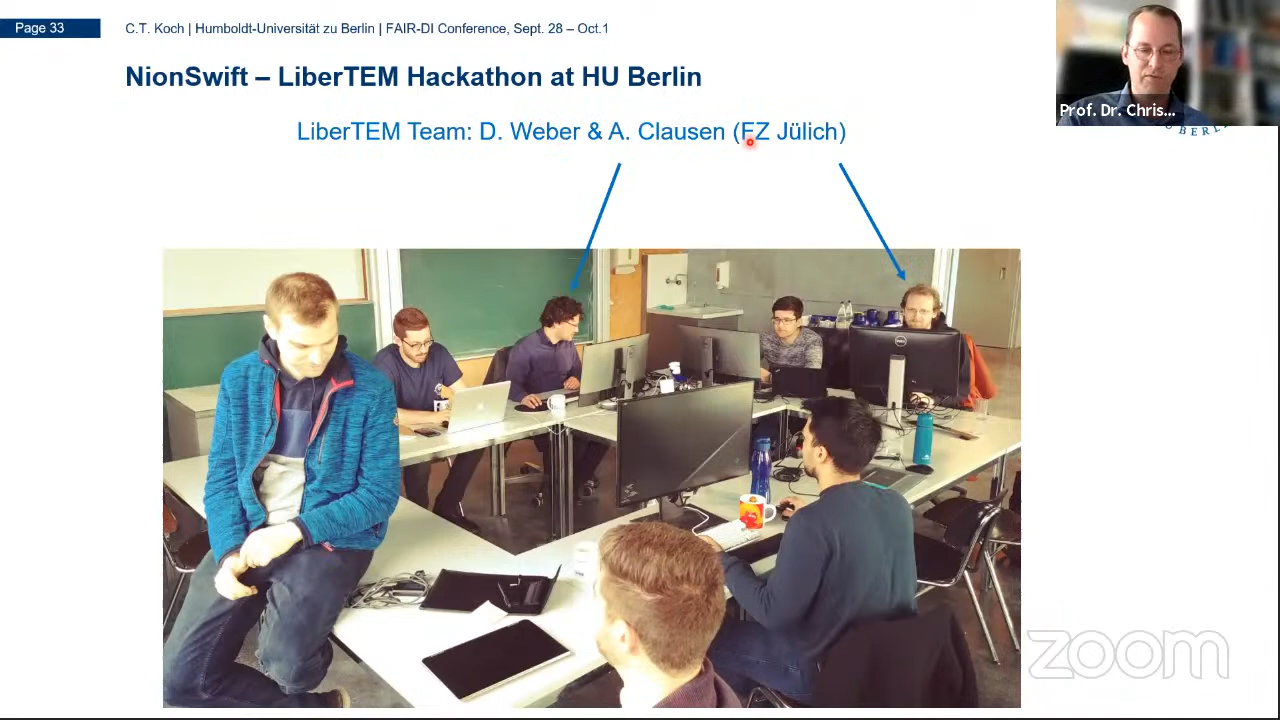 Page 33
C.T. Koch | Humboldt-Universität zu Berlin | FAIR-DI Conference, Sept. 28 – Oct.1
NionSwift – LiberTEM Hackathon at HU Berlin
Prof. Dr. Chris...
LiberTEM Team: D. Weber & A. Clausen (FZ Jülich)
DELL
zoom